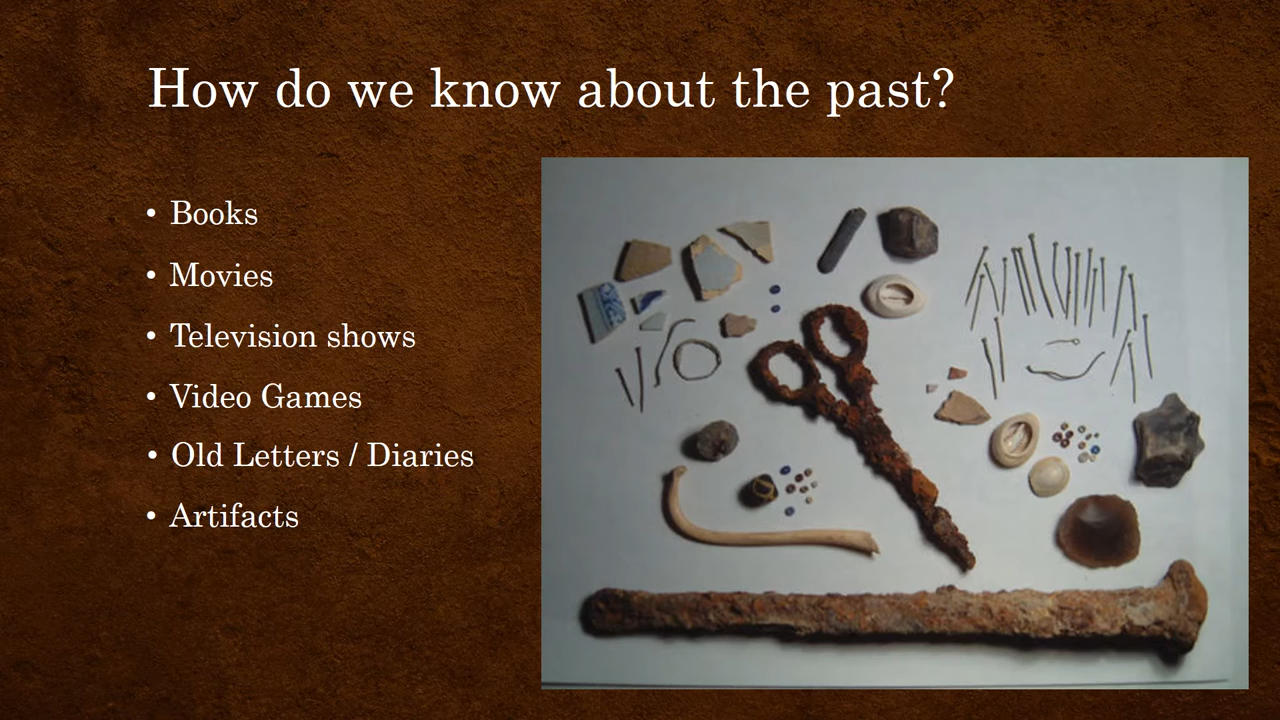 How do we know about the past?
• Books
• Movies
• Television shows
• Video Games
• Old Letters / Diaries
• Artifacts